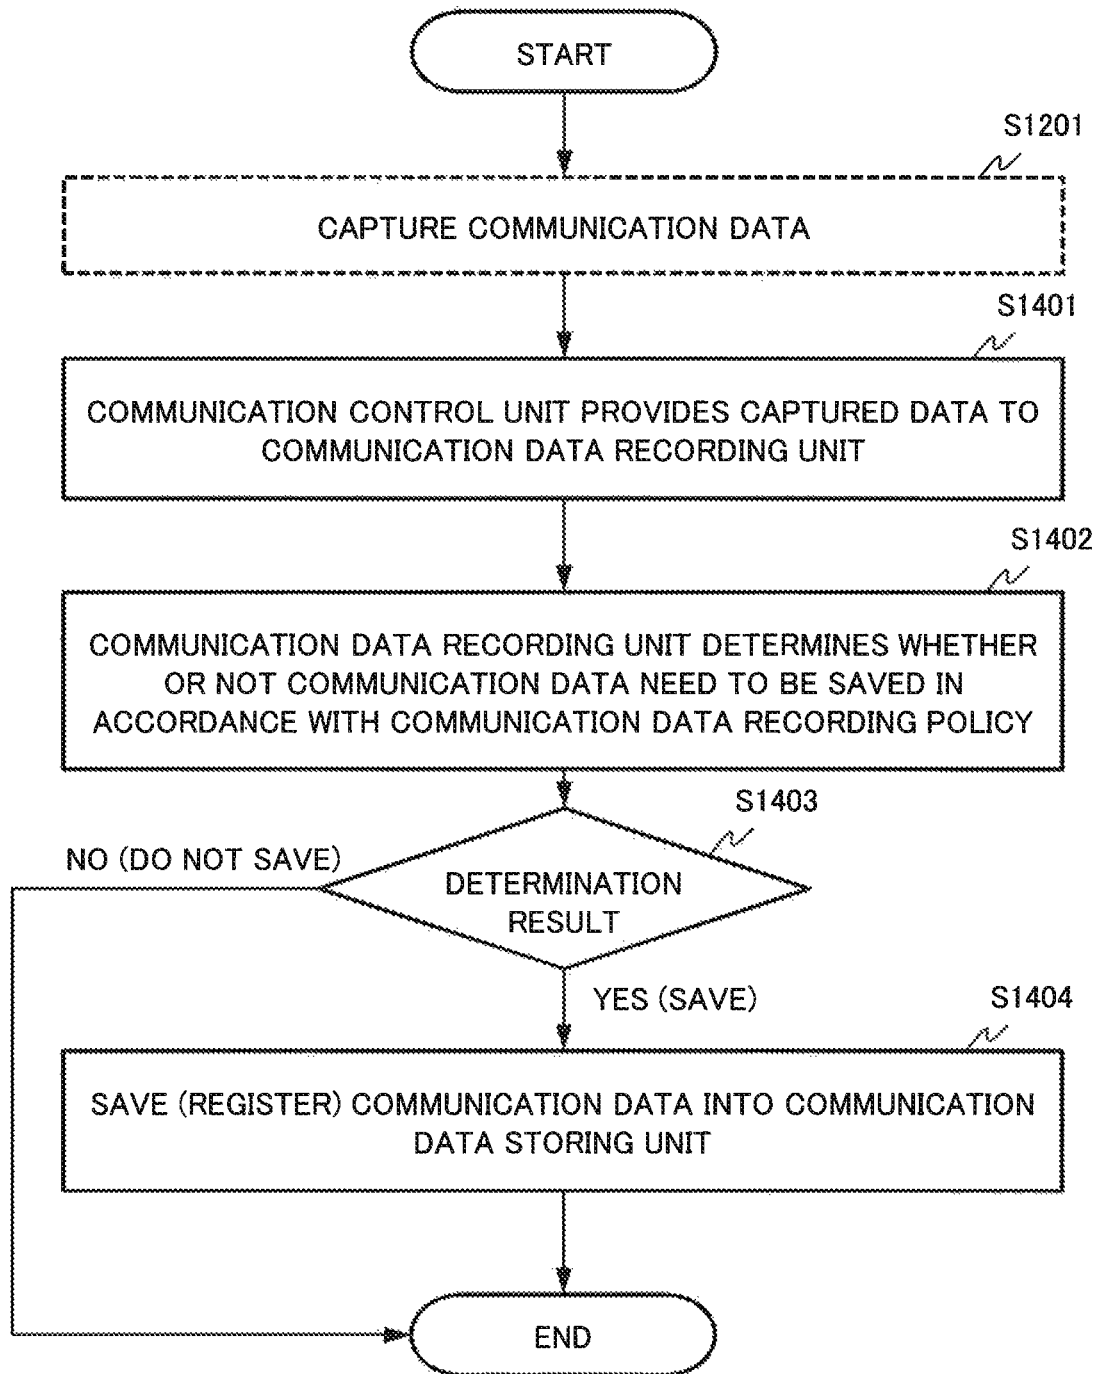 START
S1201
CAPTURE COMMUNICATION DATA
S1401
COMMUNICATION CONTROL UNIT PROVIDES CAPTURED DATA TO
COMMUNICATION DATA RECORDING UNIT
S1402
COMMUNICATION DATA RECORDING UNIT DETERMINES WHETHER
OR NOT COMMUNICATION DATA NEED TO BE SAVED IN
ACCORDANCE WITH COMMUNICATION DATA RECORDING POLICY
S1403
NO (DO NOT SAVE)
DETERMINATION
RESULT
YES (SAVE)
S1404
SAVE (REGISTER) COMMUNICATION DATA INTO COMMUNICATION
DATA STORING UNIT
END